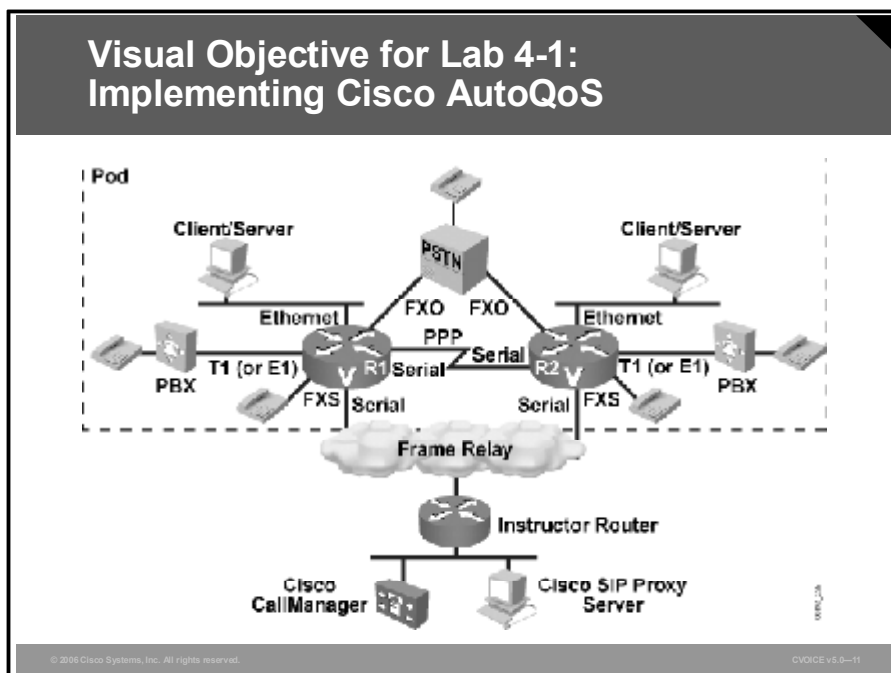 Visual Objective for Lab 4-1:
Implementing Cisco AutoQoS
Pod
Client/Server
Client/Server
PSTN
FXO
FXO
Ethernet
Ethernet
PPP
Serial
R1
Serial
R2
T1 (or E1)
T1 (or E1)
PBX
PBX
V
V
FXS
Serial
Serial
FXS
Frame Relay
Instructor Router
Cisco
CallManager
Cisco SIP Proxy
Server
© 2006 Cisco Systems, Inc. All rights reserved.
CVOICE v5.0—11